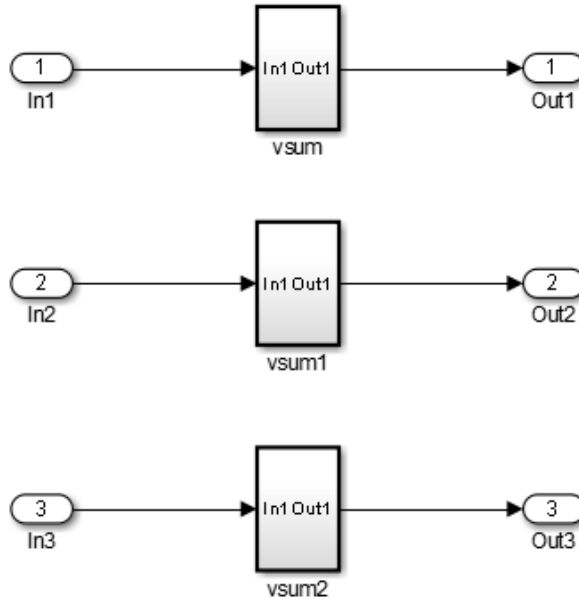 1
In1 Out1
1
In1
Out1
vsum
2
In1 Out1
2
In2
Out2
vsum1
3
In1 Out1
3
In3
Out3
vsum2